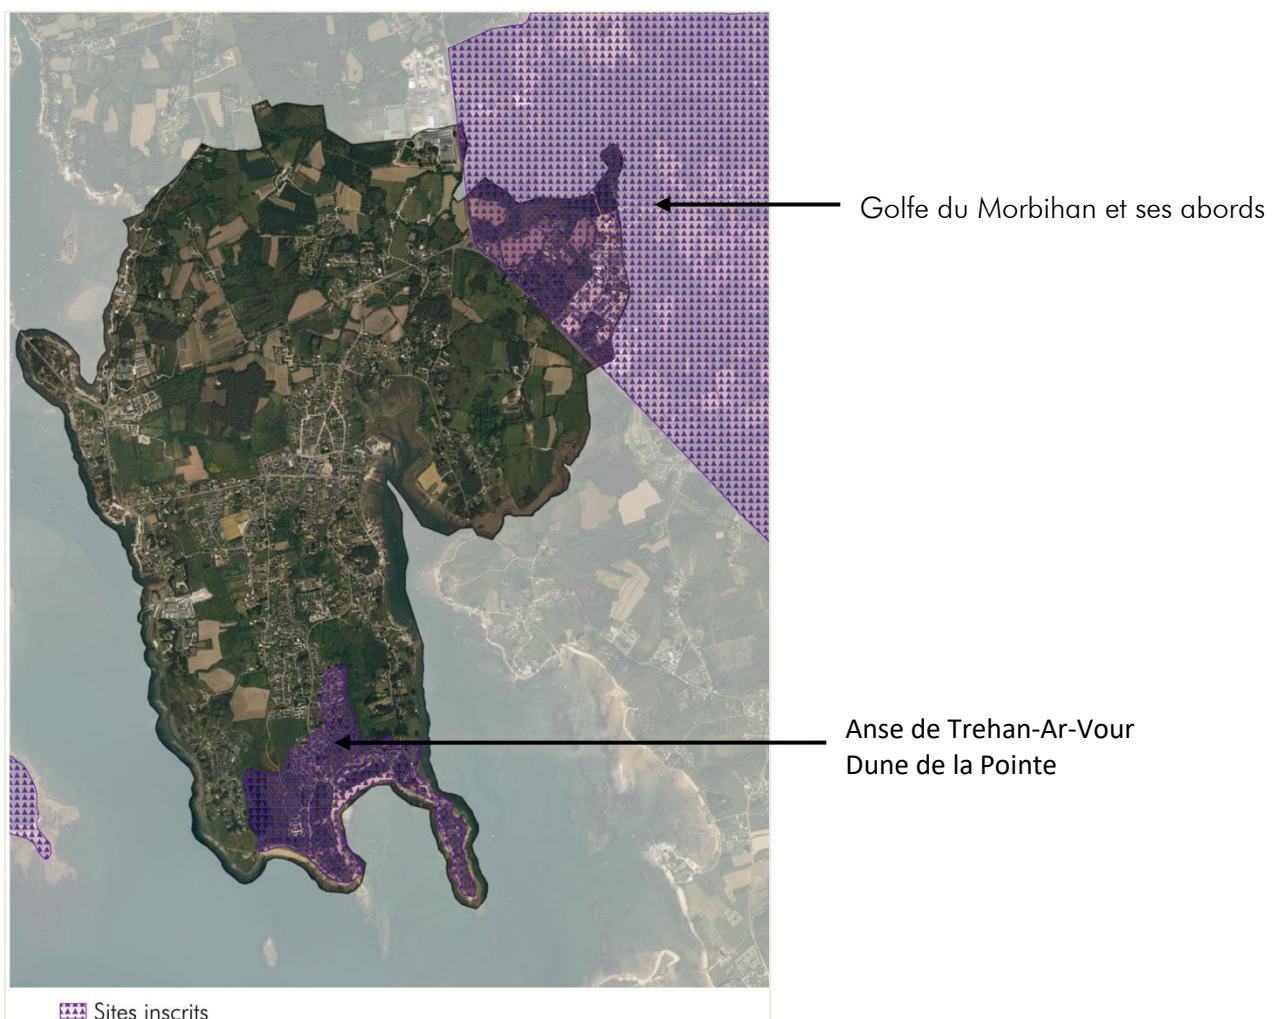 Golfe du Morbihan et ses abords
Anse de Trehan-Ar-Vour
Dune de la Pointe
Sites inscrits